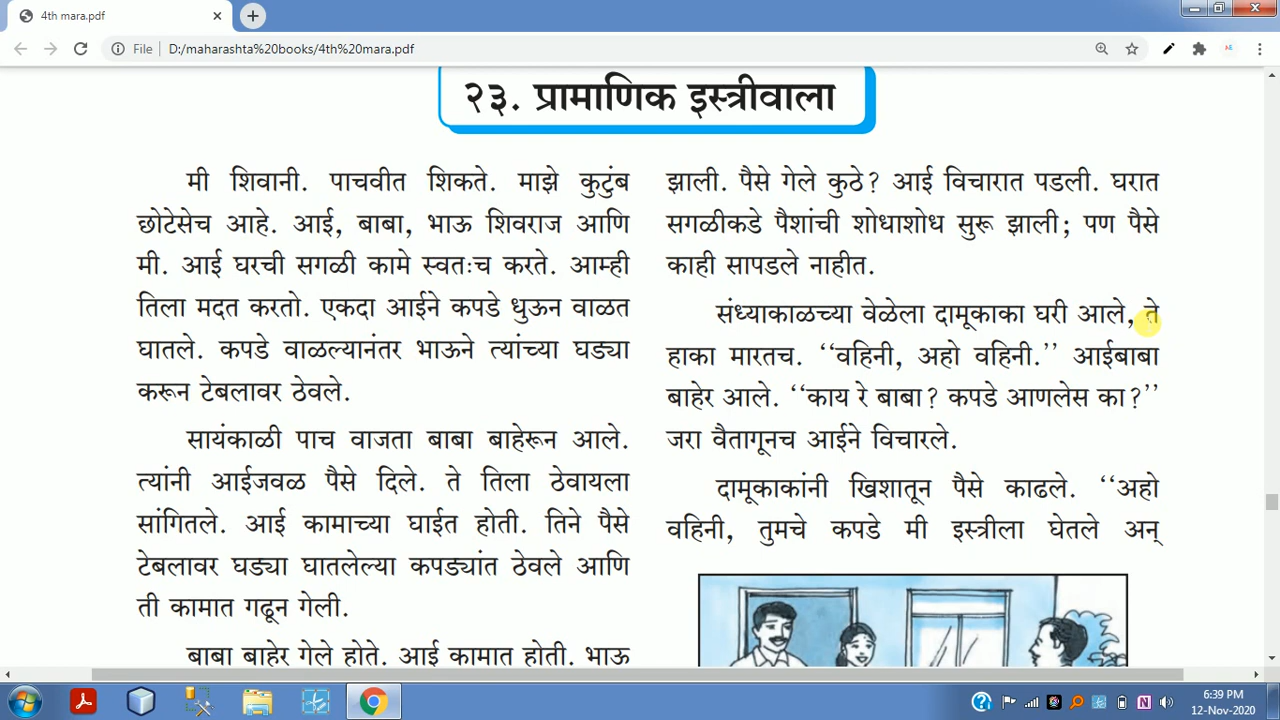 4th mara.pdf
File
D:/maharashta%20books/4th%20mara.pdf
२३. प्रामाणिक इस्त्रीवाला
मी शिवानी. पाचवीत शिकते. माझे कुटुंब
छोटेसेच आहे. आई, बाबा, भाऊ शिवराज आणि
मी. आई घरची सगळी कामे स्वतःच करते. आम्ही
तिला मदत करतो. एकदा आईने कपडे धुऊन वाळत
घातले. कपडे वाळल्यानंतर भाऊने त्यांच्या घड्या
करून टेबलावर ठेवले.
सायंकाळी पाच वाजता बाबा बाहेरून आले.
त्यांनी आईजवळ पैसे दिले. ते तिला ठेवायला
सांगितले. आई कामाच्या घाईत होती. तिने पैसे
टेबलावर घड्या घातलेल्या कपड्यांत ठेवले आणि
ती कामात गढून गेली.
बाबा बाहेर गेले होते. आई कामात होती. भाऊ
झाली. पैसे गेले कुठे? आई विचारात पडली. घरात
सगळीकडे पैशांची शोधाशोध सुरू झाली; पण पैसे
काही सापडले नाहीत.
संध्याकाळच्या वेळेला दामूकाका घरी आले, ते
हाका मारतच. ‘‘वहिनी, अहो वहिनी.’’ आईबाबा
बाहेर आले. ‘‘काय रे बाबा? कपडे आणलेस का?’’
जरा वैतागूनच आईने विचारले.
दामूकाकांनी खिशातून पैसे काढले. ‘‘अहो
वहिनी, तुमचे कपडे मी इस्त्रीला घेतले अन्
6:39 PM
12-Nov-2020